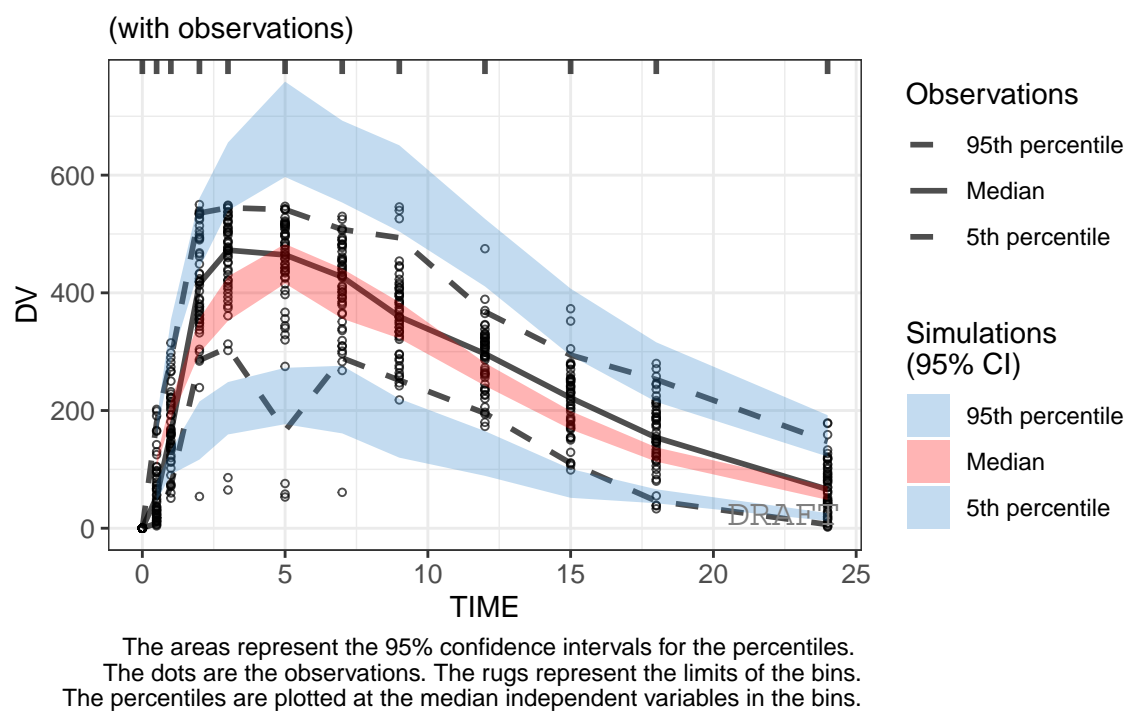 (with observations)
DV
600
400
200
0
0
5
10
15
20
25
TIME
DRAFT
Observations
95th percentile
Median
5th percentile
Simulations
(95% CI)
95th percentile
Median
5th percentile
The areas represent the 95% confidence intervals for the percentiles.
The dots are the observations. The rugs represent the limits of the bins.
The percentiles are plotted at the median independent variables in the bins.